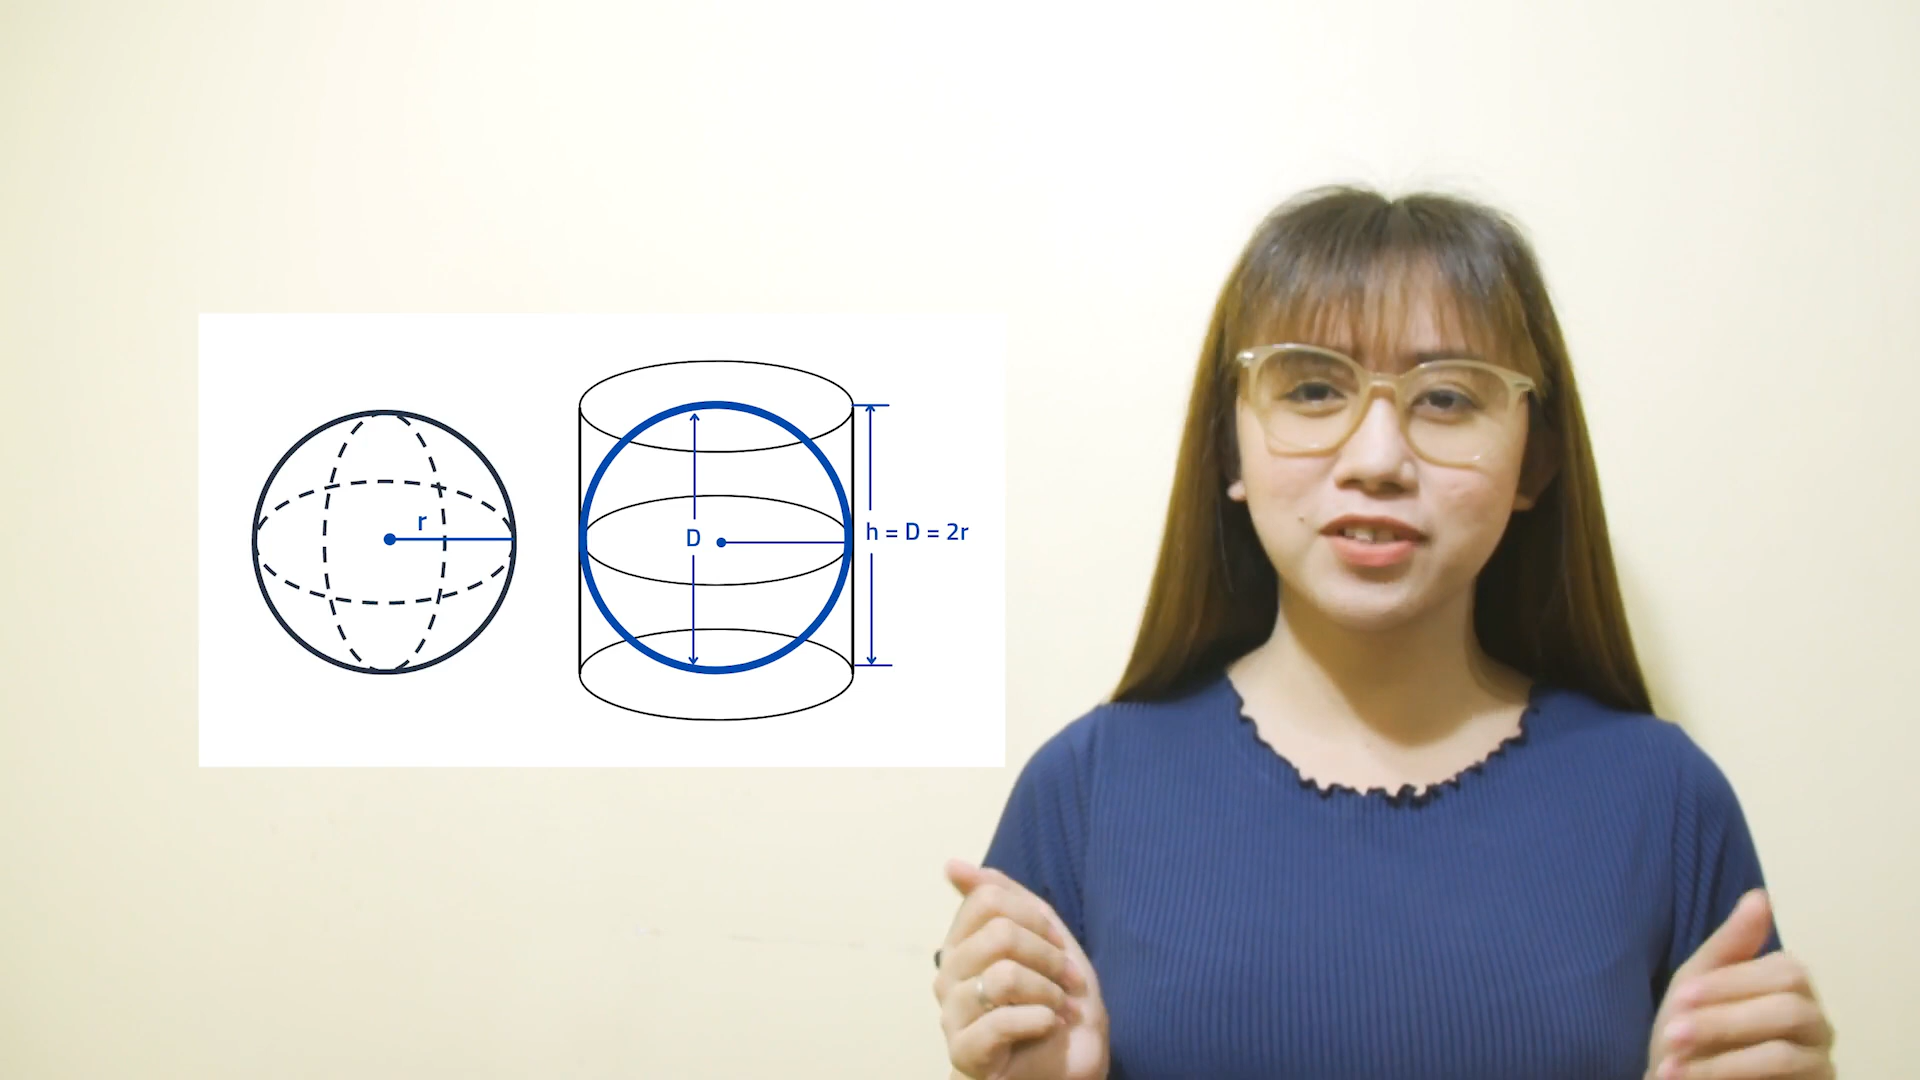 r
D
h = D = 2r